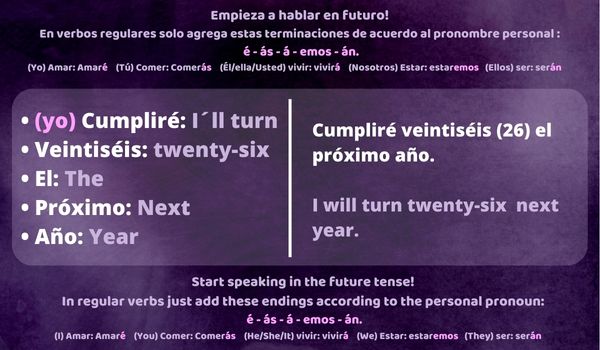 Empieza a hablar en futuro!
En verbos regulares solo agrega estas terminaciones de acuerdo al pronombre personal :
é - ás - á - emos - án.
(Yo) Amar: Amaré (Tú) Comer: Comerás (Él/ella/Usted) vivir: vivirá (Nosotros) Estar: estaremos (Ellos) ser: serán
• (yo) Cumpliré: I´ll turn
• Veintiséis: twenty-six
• El: The
• Próximo: Next
• Año: Year
Cumpliré veintiséis (26) el
próximo año.
I will turn twenty-six next
year.
Start speaking in the future tense!
In regular verbs just add these endings according to the personal pronoun:
é - ás - á - emos - án.
(I) Amar: Amaré (You) Comer: Comerás (He/She/It) vivir: vivirá (We) Estar: estaremos (They) ser: serán